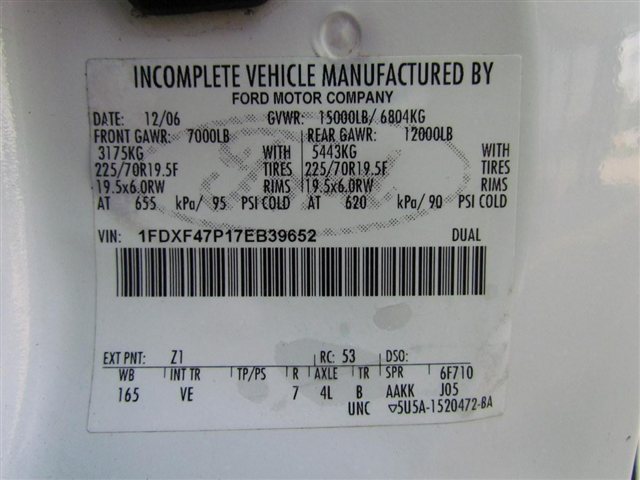 INCOMPLETE VEHICLE MANUFACTURED BY
FORD MOTOR COMPANY
DATE: 12/06 GVWR: 15000LB/ 6804KG
FRONT GAWR: 7000LB REAR GAWR: 12000LB
3175KG WITH 5443KG WITH
225/70R19.5F TIRES 225/70R19.5F TIRES
19.5x6.0RW RIMS 19.5x6.0RW RIMS
AT 655 kPa/ 95 PSI COLD AT 620 kPa/ 90 PSI COLD
VIN: 1FDXF47P17EB39652 DUAL
EXT PNT: Z1 RC: 53 DSO:
WB INT TR TP/PS R AXLE TR SPR 6F710
165 VE 7 4L B AAKK J05
UNC ▽5U5A-1520472-BA